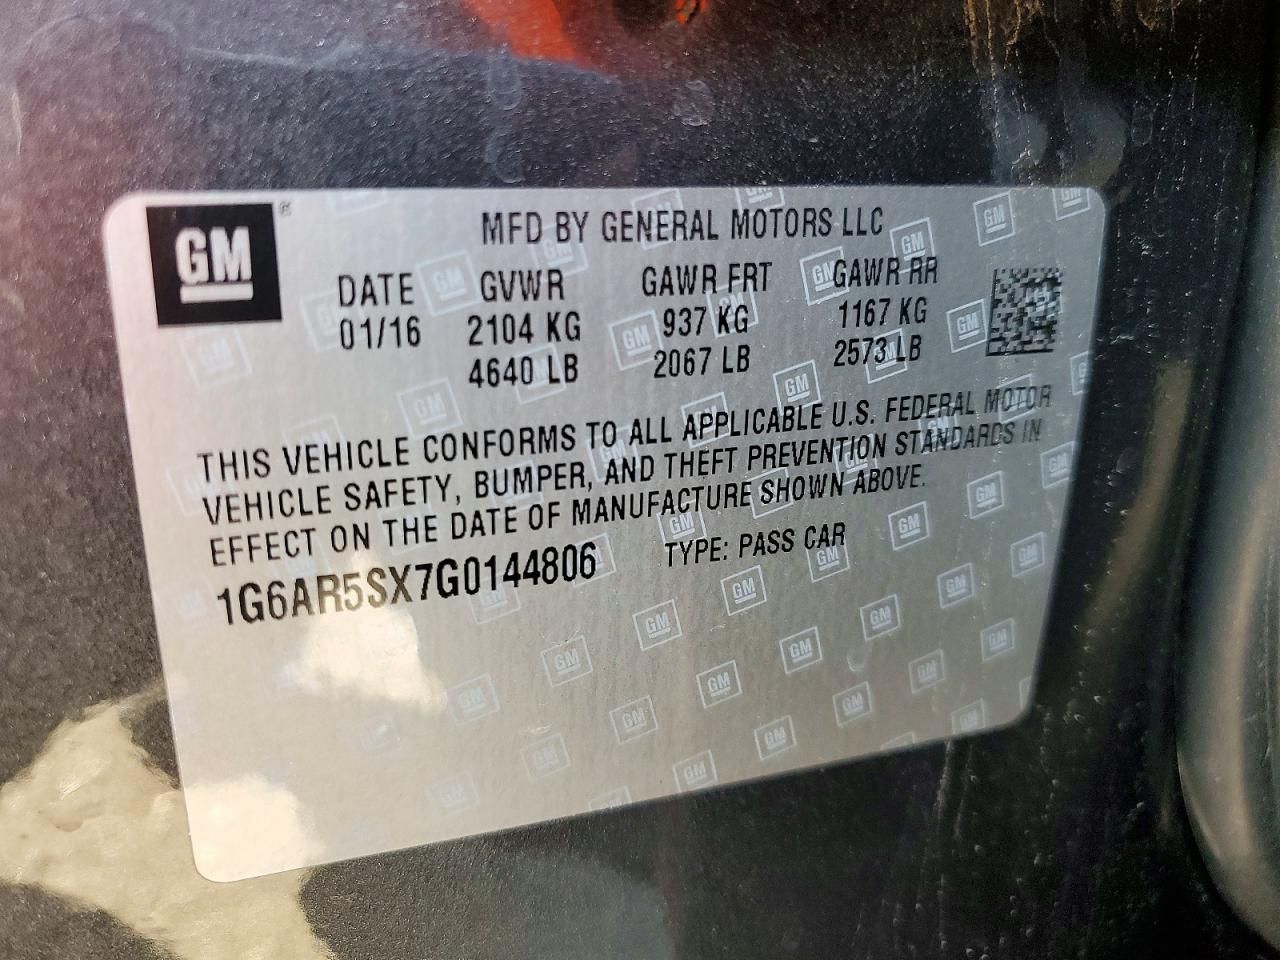 GM ®
MFD BY GENERAL MOTORS LLC
DATE GVWR GAWR FRT GAWR RR
01/16 2104 KG 937 KG 1167 KG
4640 LB 2067 LB 2573 LB
THIS VEHICLE CONFORMS TO ALL APPLICABLE U.S. FEDERAL MOTOR
VEHICLE SAFETY, BUMPER, AND THEFT PREVENTION STANDARDS IN
EFFECT ON THE DATE OF MANUFACTURE SHOWN ABOVE.
1G6AR5SX7G0144806 TYPE: PASS CAR